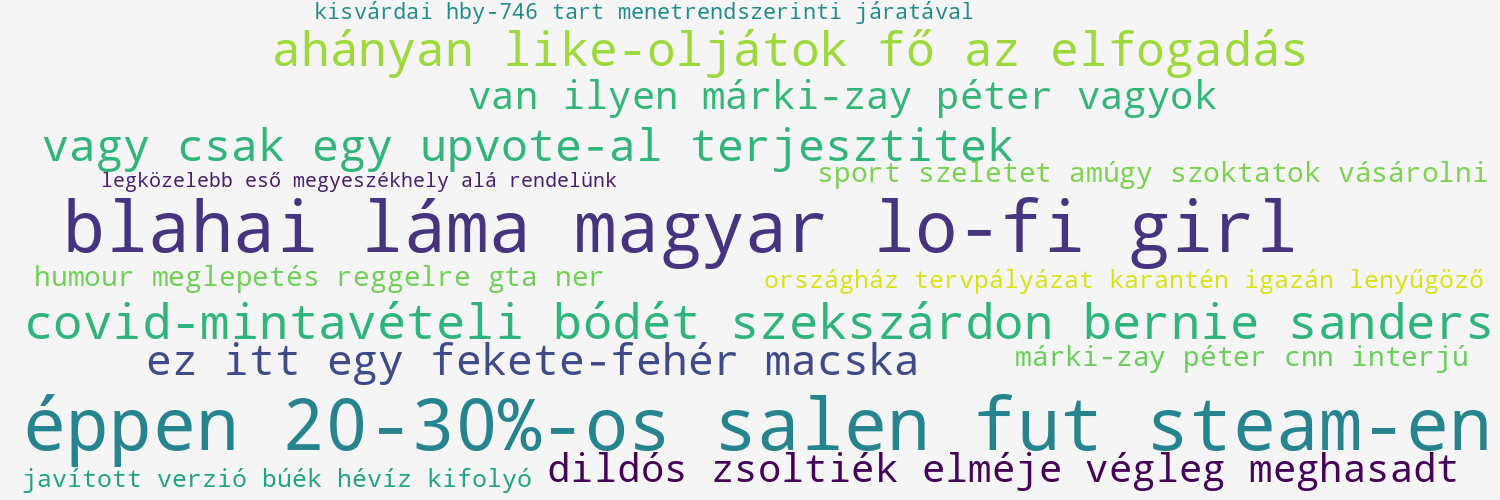 kisvárdai hby-746 tart menetrendszerinti járatával
ahányan like-oljátok fő az elfogadás
van ilyen márki-zay péter vagyok
vagy csak egy upvote-al terjesztitek
sport szeletet amúgy szoktatok vásárolni
legközelebb eső megyeszékhely alá rendelünk
blahai láma magyar lo-fi girl
humour meglepetés reggelre gta ner
országház tervpályázat karantén igazán lenyűgöző
covid-mintavételi bódét szekszárdon bernie sanders
ez itt egy fekete-fehér macska
márki-zay péter cnn interjú
éppen 20-30%-os salen fut steam-en
dildós zsoltiék elméje végleg meghasadt
javított verzió búék hévíz kifolyó